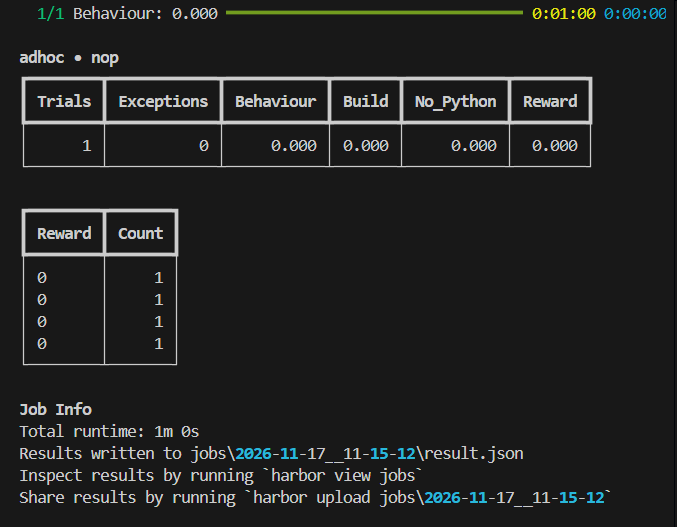 1/1 Behaviour: 0.000 0:01:00 0:00:00
adhoc • nop
Trials Exceptions Behaviour Build No_Python Reward
1 0 0.000 0.000 0.000 0.000
Reward Count
0 1
0 1
0 1
0 1
Job Info
Total runtime: 1m 0s
Results written to jobs\2026-11-17__11-15-12\result.json
Inspect results by running `harbor view jobs`
Share results by running `harbor upload jobs\2026-11-17__11-15-12`